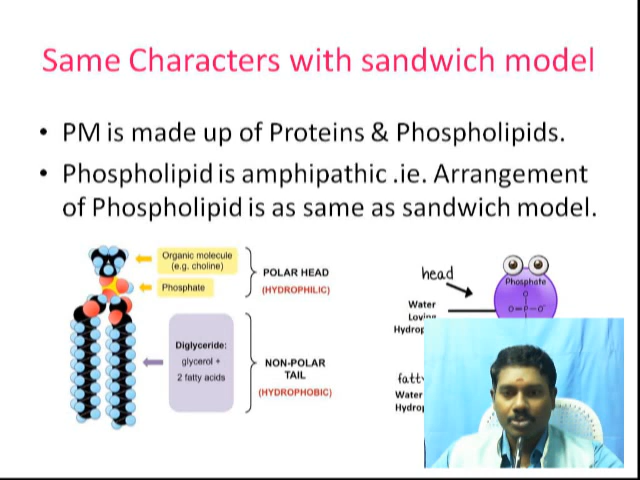 Same Characters with sandwich model
• PM is made up of Proteins & Phospholipids.
• Phospholipid is amphipathic .ie. Arrangement
of Phospholipid is as same as sandwich model.
Organic molecule
(e.g. choline)
Phosphate
POLAR HEAD
(HYDROPHILIC)
Diglyceride:
glycerol +
2 fatty acids
NON-POLAR
TAIL
(HYDROPHOBIC)
head
Phosphate
O
O=P-O⁻
Water
Water